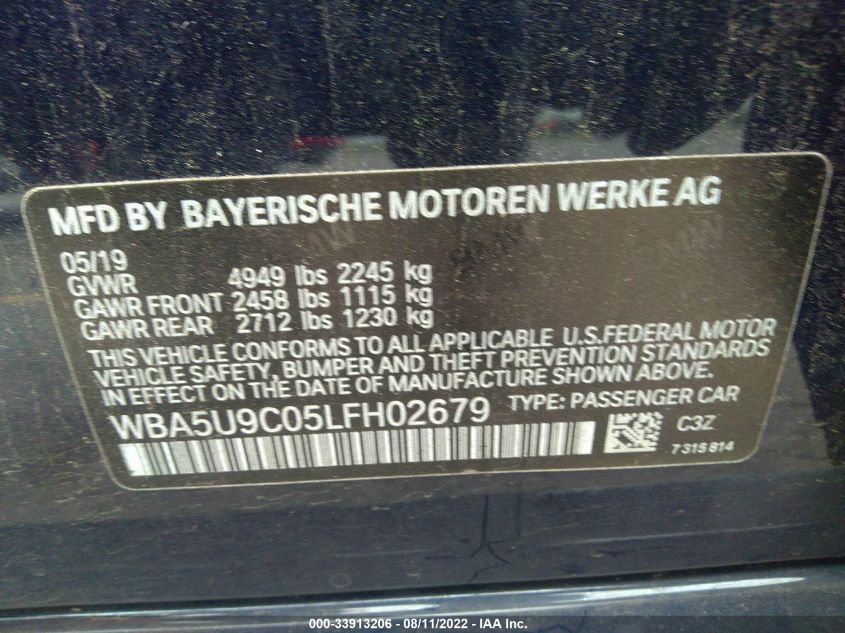 MFD BY BAYERISCHE MOTOREN WERKE AG
05/19
GVWR 4949 lbs 2245 kg
GAWR FRONT 2458 lbs 1115 kg
GAWR REAR 2712 lbs 1230 kg
THIS VEHICLE CONFORMS TO ALL APPLICABLE U.S.FEDERAL MOTOR
VEHICLE SAFETY, BUMPER AND THEFT PREVENTION STANDARDS
IN EFFECT ON THE DATE OF MANUFACTURE SHOWN ABOVE.
WBA5U9C05LFH02679 TYPE: PASSENGER CAR
C3Z
7315814
000-33913206 - 08/11/2022 - IAA Inc.